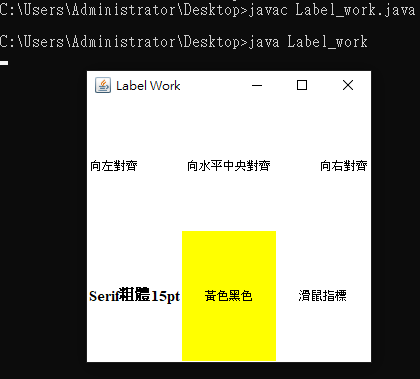 C:\Users\Administrator\Desktop>javac Label_work.java
C:\Users\Administrator\Desktop>java Label_work
Label Work
向左對齊 向水平中央對齊 向右對齊
Serif粗體15pt 黃色黑色 滑鼠指標